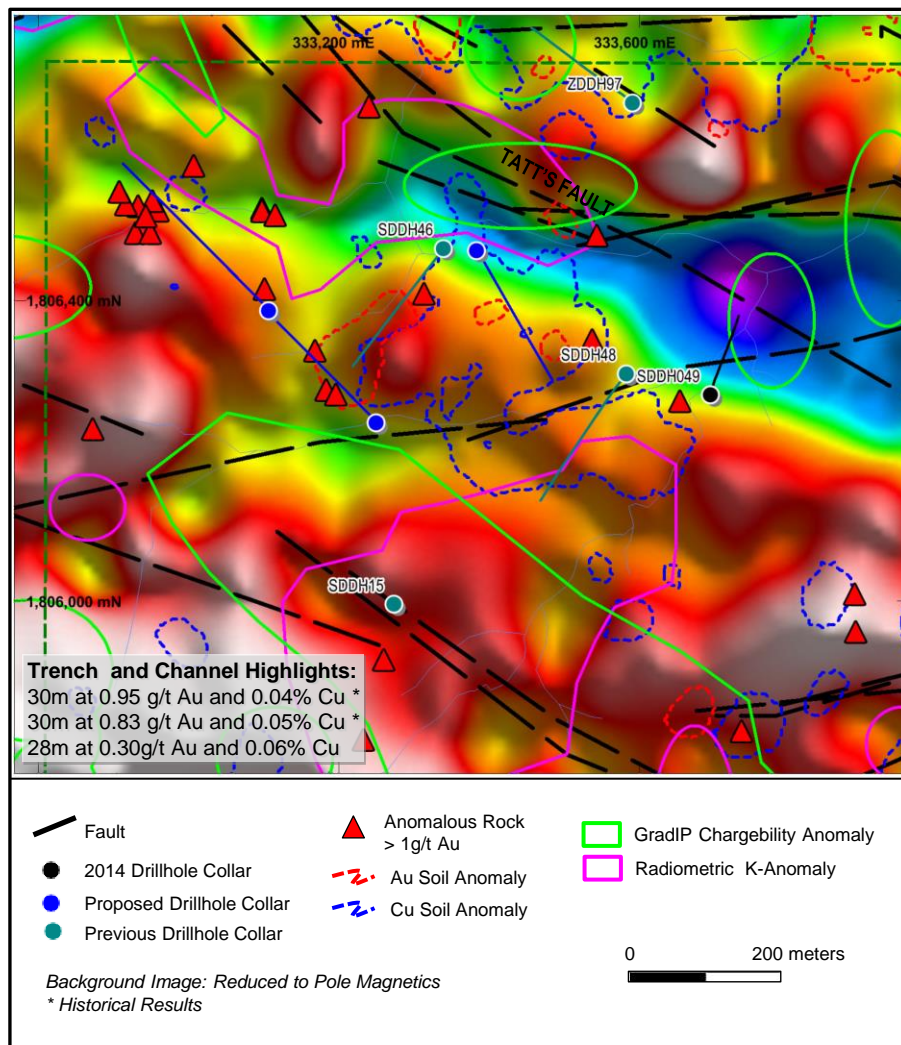 333,200 mE
333,600 mE
ZDDH97
TATT'S FAULT
SDDH46
1,806,400 mN
SDDH48
SDDH049
SDDH15
1,806,000 mN
Trench and Channel Highlights:
30m at 0.95 g/t Au and 0.04% Cu *
30m at 0.83 g/t Au and 0.05% Cu *
28m at 0.30g/t Au and 0.06% Cu
Fault
2014 Drillhole Collar
Proposed Drillhole Collar
Previous Drillhole Collar
Anomalous Rock
> 1g/t Au
Au Soil Anomaly
Cu Soil Anomaly
GradIP Chargebility Anomaly
Radiometric K-Anomaly
0 200 meters
Background Image: Reduced to Pole Magnetics
* Historical Results